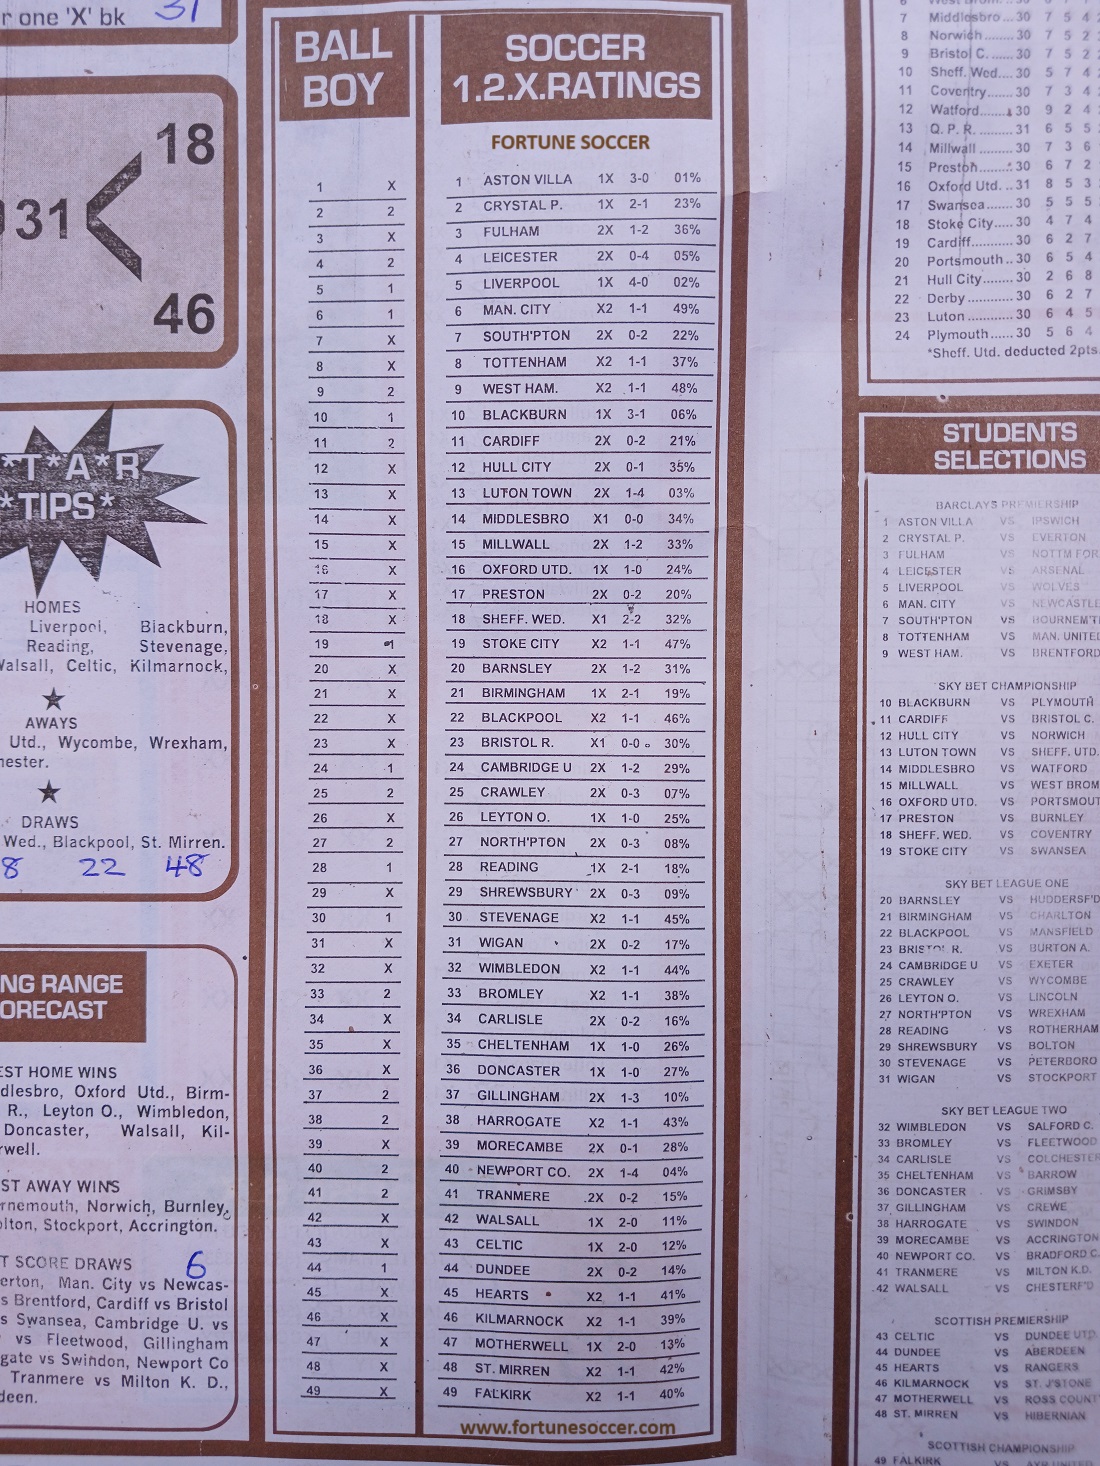 r one 'X' bk 31
18
31
46
*T*A*R
*TIPS*
HOMES
Liverpool, Blackburn,
Reading, Stevenage,
Walsall, Celtic, Kilmarnock,
AWAYS
Utd., Wycombe, Wrexham,
hester.
DRAWS
Wed., Blackpool, St. Mirren.
8 22 48
NG RANGE
ORECAST
EST HOME WINS
dlesbro, Oxford Utd., Birm-
R., Leyton O., Wimbledon,
Doncaster, Walsall, Kil-
rwell.
ST AWAY WINS
rnemouth, Norwich, Burnley,
olton, Stockport, Accrington.
T SCORE DRAWS 6
erton, Man. City vs Newcas-
s Brentford, Cardiff vs Bristol
s Swansea, Cambridge U. vs
vs Fleetwood, Gillingham
gate vs Swindon, Newport Co
Tranmere vs Milton K. D.,
deen.
BALL
BOY
1 X
2 2
3 X
4 2
5 1
6 1
7 X
8 X
9 2
10 1
11 2
12 X
13 X
14 X
15 X
16 X
17 X
18 X
19 1
20 X
21 X
22 X
23 X
24 1
25 2
26 X
27 2
28 1
29 X
30 1
31 X
32 X
33 2
34 X
35 X
36 X
37 2
38 2
39 X
40 2
41 2
42 X
43 X
44 1
45 X
46 X
47 X
48 X
49 X
SOCCER
1.2.X.RATINGS
FORTUNE SOCCER
1 ASTON VILLA 1X 3-0 01%
2 CRYSTAL P. 1X 2-1 23%
3 FULHAM 2X 1-2 36%
4 LEICESTER 2X 0-4 05%
5 LIVERPOOL 1X 4-0 02%
6 MAN. CITY X2 1-1 49%
7 SOUTH'PTON 2X 0-2 22%
8 TOTTENHAM X2 1-1 37%
9 WEST HAM. X2 1-1 48%
10 BLACKBURN 1X 3-1 06%
11 CARDIFF 2X 0-2 21%
12 HULL CITY 2X 0-1 35%
13 LUTON TOWN 2X 1-4 03%
14 MIDDLESBRO X1 0-0 34%
15 MILLWALL 2X 1-2 33%
16 OXFORD UTD. 1X 1-0 24%
17 PRESTON 2X 0-2 20%
18 SHEFF. WED. X1 2-2 32%
19 STOKE CITY X2 1-1 47%
20 BARNSLEY 2X 1-2 31%
21 BIRMINGHAM 1X 2-1 19%
22 BLACKPOOL X2 1-1 46%
23 BRISTOL R. X1 0-0 30%
24 CAMBRIDGE U 2X 1-2 29%
25 CRAWLEY 2X 0-3 07%
26 LEYTON O. 1X 1-0 25%
27 NORTH'PTON 2X 0-3 08%
28 READING 1X 2-1 18%
29 SHREWSBURY 2X 0-3 09%
30 STEVENAGE X2 1-1 45%
31 WIGAN 2X 0-2 17%
32 WIMBLEDON X2 1-1 44%
33 BROMLEY X2 1-1 38%
34 CARLISLE 2X 0-2 16%
35 CHELTENHAM 1X 1-0 26%
36 DONCASTER 1X 1-0 27%
37 GILLINGHAM 2X 1-3 10%
38 HARROGATE X2 1-1 43%
39 MORECAMBE 2X 0-1 28%
40 NEWPORT CO. 2X 1-4 04%
41 TRANMERE 2X 0-2 15%
42 WALSALL 1X 2-0 11%
43 CELTIC 1X 2-0 12%
44 DUNDEE 2X 0-2 14%
45 HEARTS X2 1-1 41%
46 KILMARNOCK X2 1-1 39%
47 MOTHERWELL 1X 2-0 13%
48 ST. MIRREN X2 1-1 42%
49 FALKIRK X2 1-1 40%
www.fortunesoccer.com
7 Middlesbro...30 7 5 4
8 Norwich.......30 7 5 2
9 Bristol C.....30 7 5 2
10 Sheff. Wed....30 5 7 4
11 Coventry.......30 7 3 4
12 Watford.......30 9 2 4
13 Q. P. R.......31 6 5 5
14 Millwall........30 7 3 6
15 Preston.......30 6 7 2
16 Oxford Utd...31 8 5 3
17 Swansea.......30 5 5 5
18 Stoke City.....30 4 7 4
19 Cardiff........30 6 2 7
20 Portsmouth..30 6 5 4
21 Hull City.......30 2 6 8
22 Derby..........30 6 2 7
23 Luton...........30 6 4 5
24 Plymouth.....30 5 6 4
*Sheff. Utd. deducted 2pts.
STUDENTS
SELECTIONS
BARCLAYS PREMIERSHIP
1 ASTON VILLA VS IPSWICH
2 CRYSTAL P. VS EVERTON
3 FULHAM VS NOTTM FOR
4 LEICESTER VS ARSENAL
5 LIVERPOOL VS WOLVES
6 MAN. CITY VS NEWCASTLE
7 SOUTH'PTON VS BOURNEM'T
8 TOTTENHAM VS MAN. UNITED
9 WEST HAM. VS BRENTFORD
SKY BET CHAMPIONSHIP
10 BLACKBURN VS PLYMOUTH
11 CARDIFF VS BRISTOL C.
12 HULL CITY VS NORWICH
13 LUTON TOWN VS SHEFF. UTD.
14 MIDDLESBRO VS WATFORD
15 MILLWALL VS WEST BROM
16 OXFORD UTD. VS PORTSMOUT
17 PRESTON VS BURNLEY
18 SHEFF. WED. VS COVENTRY
19 STOKE CITY VS SWANSEA
SKY BET LEAGUE ONE
20 BARNSLEY VS HUDDERSF'D
21 BIRMINGHAM VS CHARLTON
22 BLACKPOOL VS MANSFIELD
23 BRISTOL R. VS BURTON A.
24 CAMBRIDGE U VS EXETER
25 CRAWLEY VS WYCOMBE
26 LEYTON O. VS LINCOLN
27 NORTH'PTON VS WREXHAM
28 READING VS ROTHERHAM
29 SHREWSBURY VS BOLTON
30 STEVENAGE VS PETERBORO
31 WIGAN VS STOCKPORT
SKY BET LEAGUE TWO
32 WIMBLEDON VS SALFORD C.
33 BROMLEY VS FLEETWOOD
34 CARLISLE VS COLCHESTER
35 CHELTENHAM VS BARROW
36 DONCASTER VS GRIMSBY
37 GILLINGHAM VS CREWE
38 HARROGATE VS SWINDON
39 MORECAMBE VS ACCRINGTON
40 NEWPORT CO. VS BRADFORD C.
41 TRANMERE VS MILTON K.D.
42 WALSALL VS CHESTERF'D
SCOTTISH PREMIERSHIP
43 CELTIC VS DUNDEE UTD.
44 DUNDEE VS ABERDEEN
45 HEARTS VS RANGERS
46 KILMARNOCK VS ST. J'STONE
47 MOTHERWELL VS ROSS COUNT
48 ST. MIRREN VS HIBERNIAN
SCOTTISH CHAMPIONSHIP
49 FALKIRK VS AYR UNITED